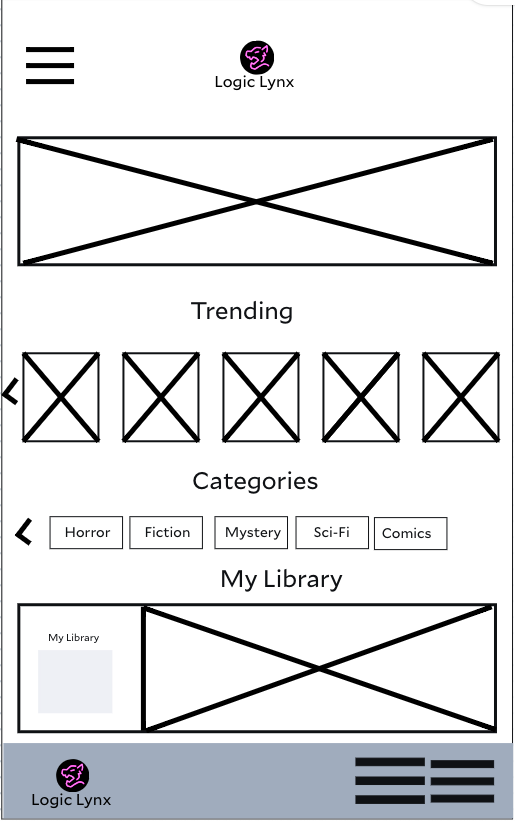 Logic Lynx
Trending
Categories
Horror
Fiction
Mystery
Sci-Fi
Comics
My Library
My Library
Logic Lynx